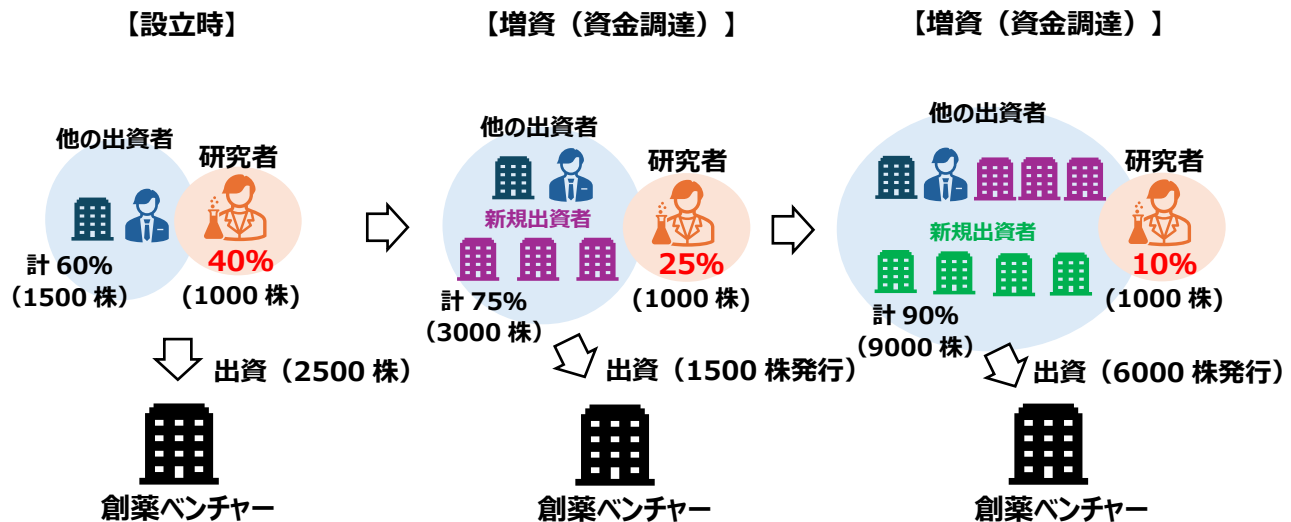 【設立時】
他の出資者
研究者
計 60%
（1500 株）
40%
(1000 株)
出資（2500 株）
創薬ベンチャー
【増資（資金調達）】
他の出資者
研究者
新規出資者
25%
(1000 株)
計 75%
（3000 株）
出資（1500 株発行）
創薬ベンチャー
【増資（資金調達）】
他の出資者
研究者
新規出資者
10%
(1000 株)
計 90%
（9000 株）
出資（6000 株発行）
創薬ベンチャー